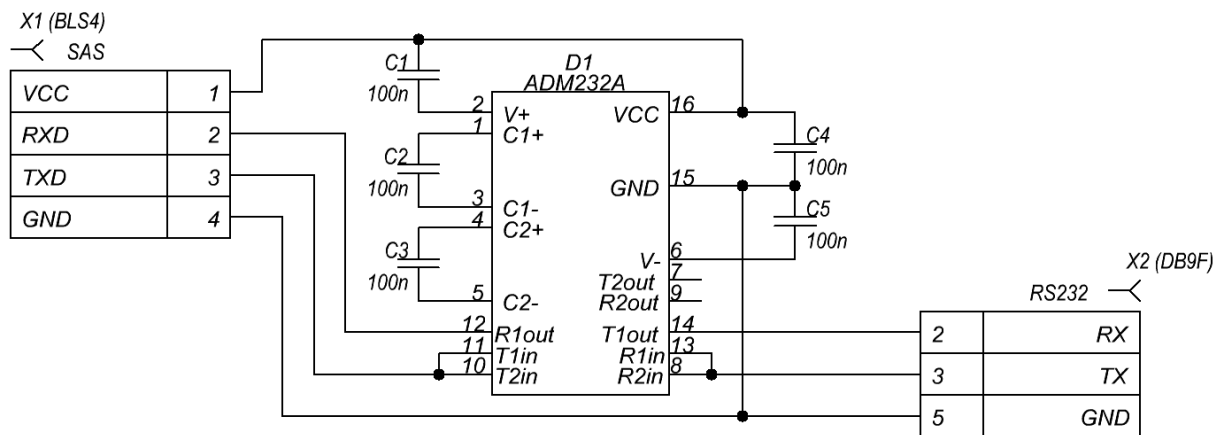 X1 (BLS4)
SAS
VCC 1
RXD 2
TXD 3
GND 4
C1
100n
C2
100n
C3
100n
D1
ADM232A
2 V+
1 C1+
3 C1-
4 C2+
5 C2-
12 R1out
11 T1in
10 T2in
VCC 16
GND 15
V- 6
T2out 7
R2out 9
T1out 14
R1in 13
R2in 8
C4
100n
C5
100n
X2 (DB9F)
RS232
2 RX
3 TX
5 GND